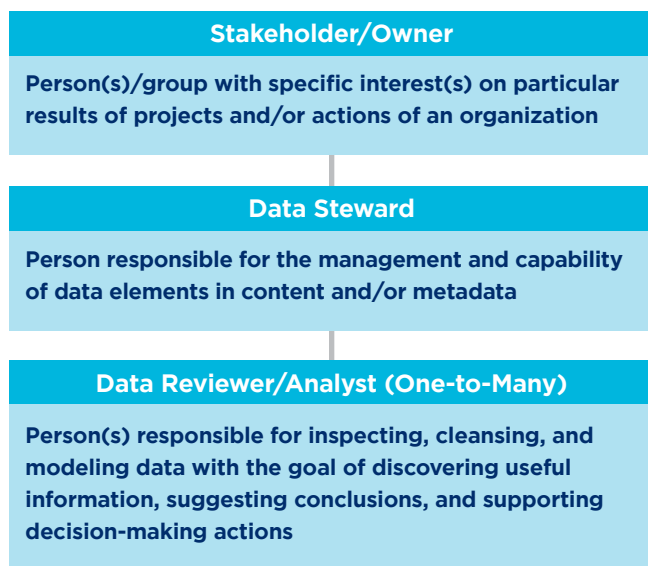 Stakeholder/Owner
Person(s)/group with specific interest(s) on particular
results of projects and/or actions of an organization
Data Steward
Person responsible for the management and capability
of data elements in content and/or metadata
Data Reviewer/Analyst (One-to-Many)
Person(s) responsible for inspecting, cleansing, and
modeling data with the goal of discovering useful
information, suggesting conclusions, and supporting
decision-making actions